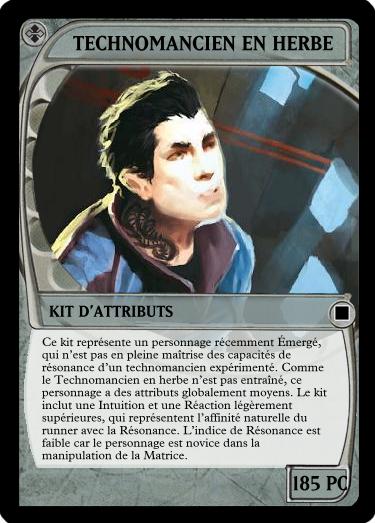 TECHNOMANCIEN EN HERBE
KIT D'ATTRIBUTS
Ce kit représente un personnage récemment Émergé,
qui n'est pas en pleine maîtrise des capacités de
résonance d'un technomancien expérimenté. Comme
le Technomancien en herbe n'est pas entraîné, ce
personnage a des attributs globalement moyens. Le kit
inclut une Intuition et une Réaction légèrement
supérieures, qui représentent l'affinité naturelle du
runner avec la Résonance. L'indice de Résonance est
faible car le personnage est novice dans la
manipulation de la Matrice.
185 PC